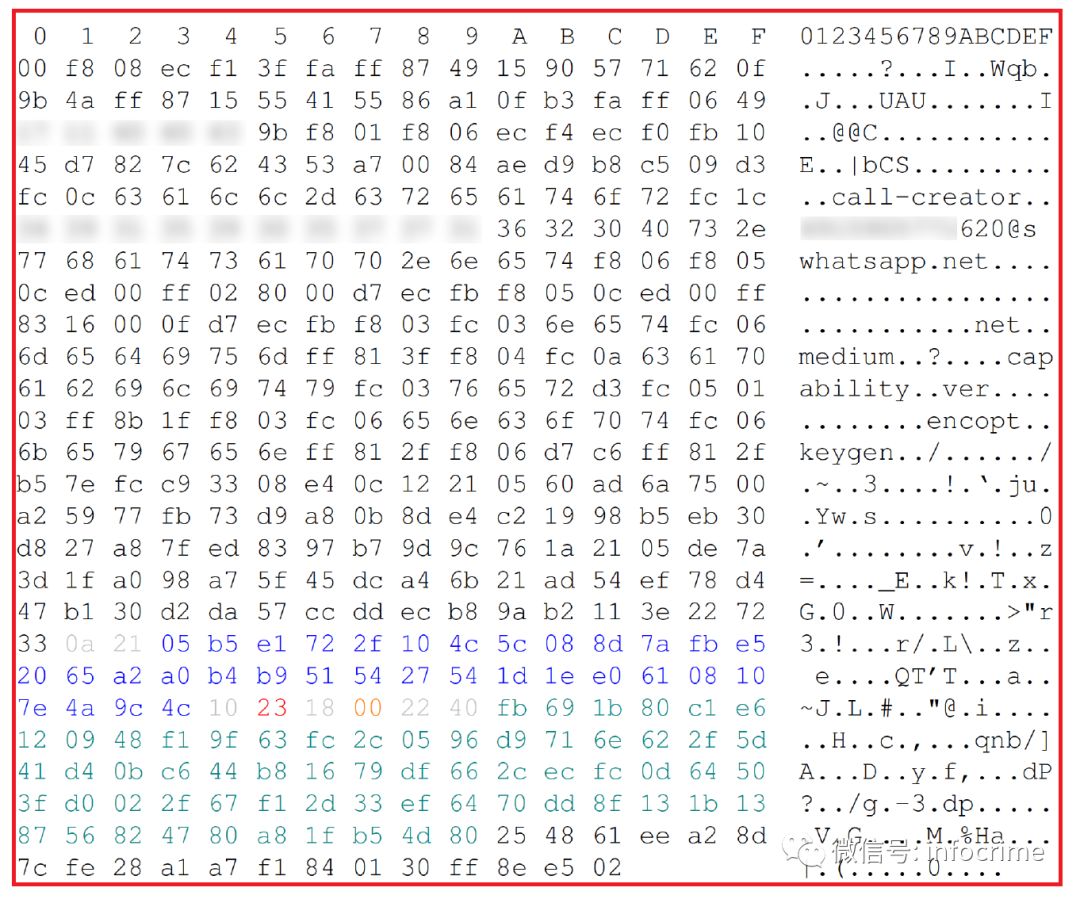 0 1 2 3 4 5 6 7 8 9 A B C D E F 0123456789ABCDEF
00 f8 08 ec f1 3f fa ff 87 49 15 90 57 71 62 0f .....?...I..Wqb.
9b 4a ff 87 15 55 41 55 86 a1 0f b3 fa ff 06 49 .J...UAU.......I
9b f8 01 f8 06 ec f4 ec f0 fb 10 ..@@C...........
45 d7 82 7c 62 43 53 a7 00 84 ae d9 b8 c5 09 d3 E..|bCS.........
fc 0c 63 61 6c 6c 2d 63 72 65 61 74 6f 72 fc 1c ..call-creator..
36 32 30 40 73 2e 620@s
77 68 61 74 73 61 70 70 2e 6e 65 74 f8 06 f8 05 whatsapp.net....
0c ed 00 ff 02 80 00 d7 ec fb f8 05 0c ed 00 ff ................
83 16 00 0f d7 ec fb f8 03 fc 03 6e 65 74 fc 06 ...........net..
6d 65 64 69 75 6d ff 81 3f f8 04 fc 0a 63 61 70 medium..?....cap
61 62 69 6c 69 74 79 fc 03 76 65 72 d3 fc 05 01 ability..ver....
03 ff 8b 1f f8 03 fc 06 65 6e 63 6f 70 74 fc 06 ........encopt..
6b 65 79 67 65 6e ff 81 2f f8 06 d7 c6 ff 81 2f keygen../....../
b5 7e fc c9 33 08 e4 0c 12 21 05 60 ad 6a 75 00 .~..3....!.‵.ju.
a2 59 77 fb 73 d9 a8 0b 8d e4 c2 19 98 b5 eb 30 .Yw.s..........0
d8 27 a8 7f ed 83 97 b7 9d 9c 76 1a 21 05 de 7a .′........v.!..z
3d 1f a0 98 a7 5f 45 dc a4 6b 21 ad 54 ef 78 d4 =...._E..k!.T.x.
47 b1 30 d2 da 57 cc dd ec b8 9a b2 11 3e 22 72 G.0..W.......>"r
33 0a 21 05 b5 e1 72 2f 10 4c 5c 08 8d 7a fb e5 3.!...r/.L\..z..
20 65 a2 a0 b4 b9 51 54 27 54 1d 1e e0 61 08 10 e....QT′T...a..
7e 4a 9c 4c 10 23 18 00 22 40 fb 69 1b 80 c1 e6 ~J.L.#.."@.i....
12 09 48 f1 9f 63 fc 2c 05 96 d9 71 6e 62 2f 5d ..H..c.,...qnb/]
41 d4 0b c6 44 b8 16 79 df 66 2c ec fc 0d 64 50 A...D..y.f,...dP
3f d0 02 2f 67 f1 2d 33 ef 64 70 dd 8f 13 1b 13 ?../g.-3.dp.....
87 56 82 47 80 a8 1f b5 4d 80 25 48 61 ee a2 8d .V.G....M.%Ha...
7c fe 28 a1 a7 f1 84 01 30 ff 8e e5 02 |.(.....0....
微信号: infocrime